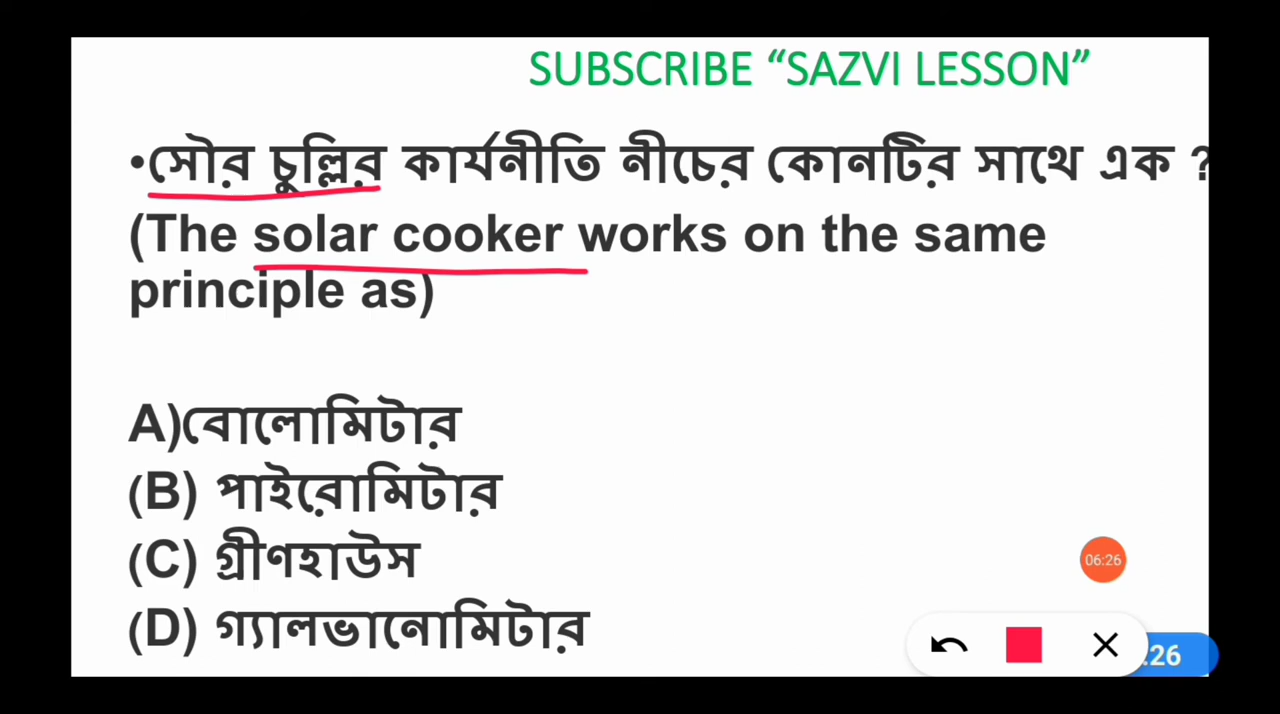 SUBSCRIBE “SAZVI LESSON”
•সৌর চুল্লির কার্যনীতি নীচের কোনটির সাথে এক ?
(The solar cooker works on the same
principle as)
A)বোলোমিটার
(B) পাইরোমিটার
(C) গ্রীণহাউস
06:26
(D) গ্যালভানোমিটার
:26